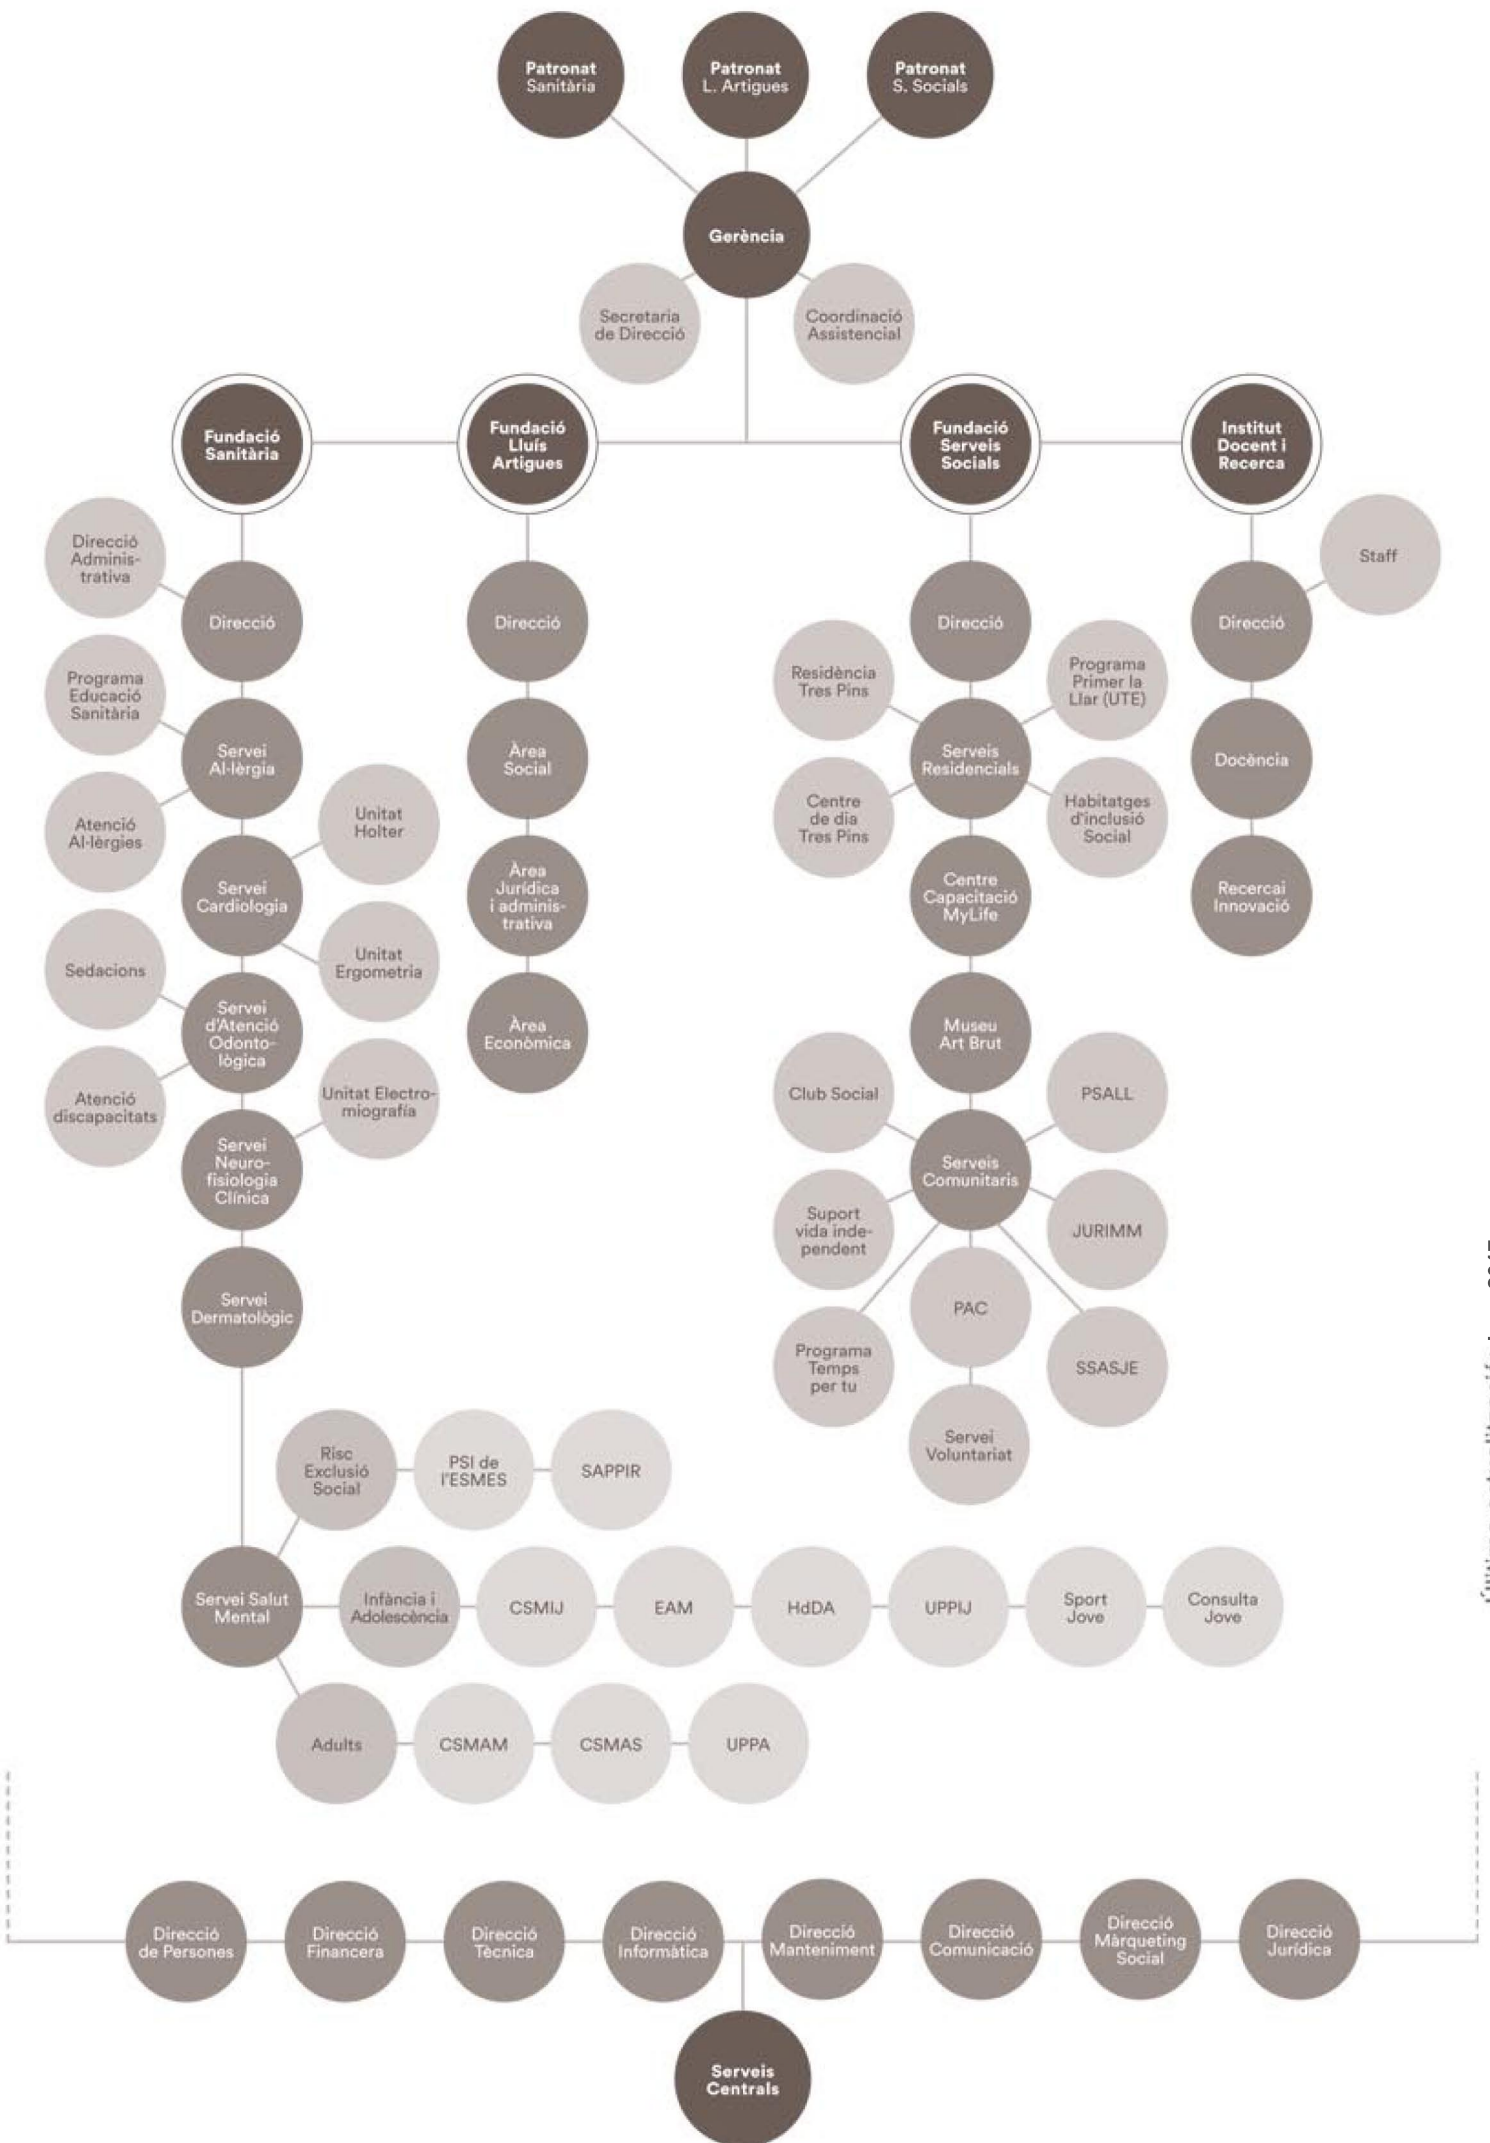 Patronat
Sanitària
Patronat
L. Artigues
Patronat
S. Socials
Gerència
Secretaria
de Direcció
Coordinació
Assistencial
Fundació
Sanitària
Fundació
Lluís
Artigues
Fundació
Serveis
Socials
Institut
Docent i
Recerca
Direcció
Adminis-
trativa
Direcció
Programa
Educació
Sanitària
Servei
Al·lèrgia
Atenció
Al·lèrgies
Unitat
Holter
Servei
Cardiologia
Unitat
Ergometria
Sedacions
Servei
d'Atenció
Odonto-
lògica
Atenció
discapacitats
Unitat Electro-
miografía
Servei
Neuro-
fisiologia
Clínica
Servei
Dermatològic
Direcció
Àrea
Social
Àrea
Jurídica
i adminis-
trativa
Àrea
Econòmica
Direcció
Residència
Tres Pins
Programa
Primer la
Llar (UTE)
Serveis
Residencials
Centre
de dia
Tres Pins
Habitatges
d'inclusió
Social
Centre
Capacitació
MyLife
Museu
Art Brut
Club Social
PSALL
Serveis
Comunitaris
Suport
vida inde-
pendent
JURIMM
PAC
Programa
Temps
per tu
SSASJE
Servei
Voluntariat
Staff
Direcció
Docència
Recercai
Innovació
Risc
Exclusió
Social
PSI de
l'ESMES
SAPPIR
Servei Salut
Mental
Infància i
Adolescència
CSMIJ
EAM
HdDA
UPPIJ
Sport
Jove
Consulta
Jove
Adults
CSMAM
CSMAS
UPPA
Direcció
de Persones
Direcció
Financera
Direcció
Tècnica
Direcció
Informàtica
Direcció
Manteniment
Direcció
Comunicació
Direcció
Màrqueting
Social
Direcció
Jurídica
Serveis
Centrals